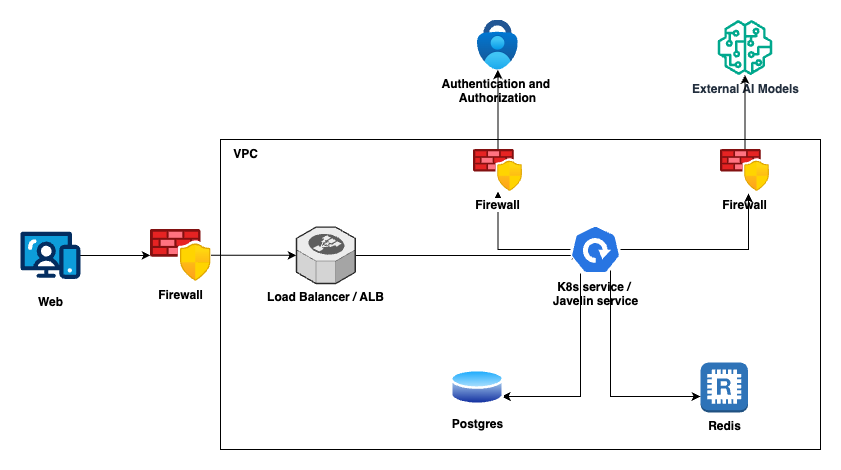 Authentication and
Authorization
External AI Models
VPC
Firewall
Firewall
Web
Firewall
Load Balancer / ALB
K8s service /
Javelin service
Postgres
R
Redis